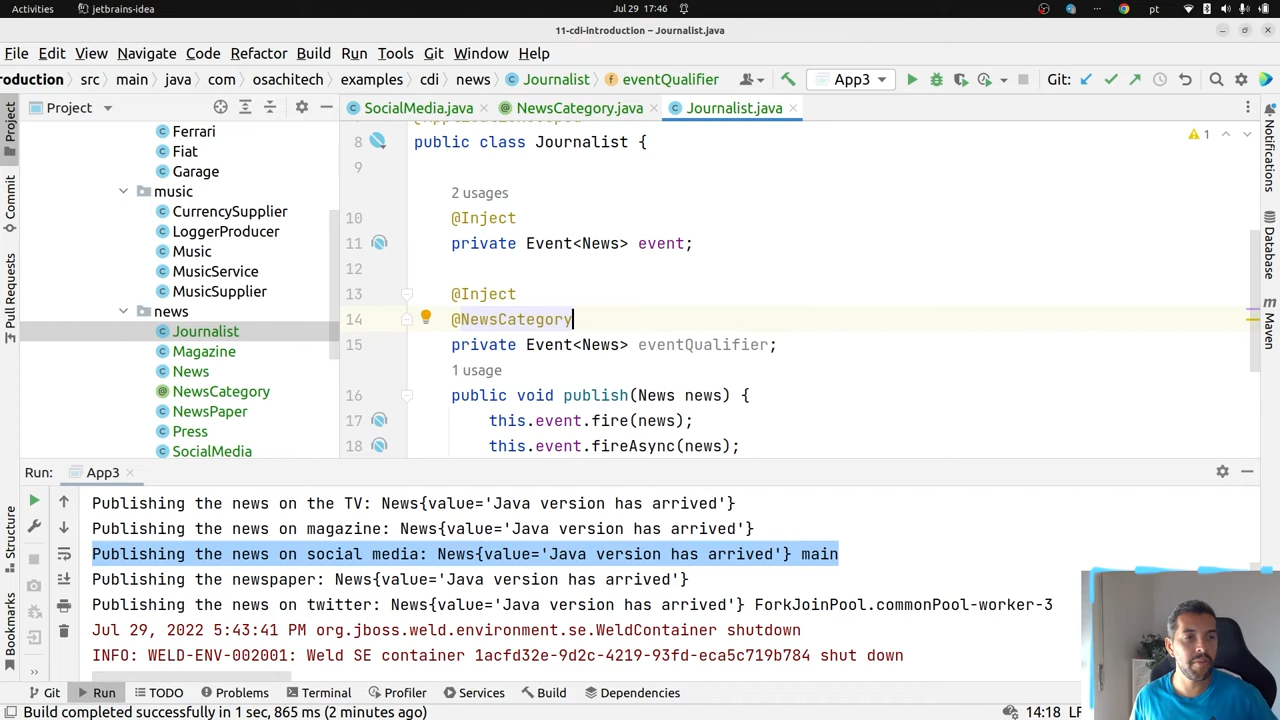 Activities
jetbrains-idea
Jul 29 17:46
pt
11-cdi-introduction – Journalist.java
File Edit View Navigate Code Refactor Build Run Tools Git Window Help
roduction src main java com osachitech examples cdi news Journalist eventQualifier
App3
Git:
Project
SocialMedia.java
NewsCategory.java
Journalist.java
Project
Commit
Pull Requests
Structure
Bookmarks
Ferrari
Fiat
Garage
music
CurrencySupplier
LoggerProducer
Music
MusicService
MusicSupplier
news
Journalist
Magazine
News
NewsCategory
NewsPaper
Press
SocialMedia
1
8 public class Journalist {
9
2 usages
10 @Inject
11 private Event<News> event;
12
13 @Inject
14 @NewsCategory
15 private Event<News> eventQualifier;
1 usage
16 public void publish(News news) {
17 this.event.fire(news);
18 this.event.fireAsync(news);
Notifications
Database
Maven
Run: App3
Publishing the news on the TV: News{value='Java version has arrived'}
Publishing the news on magazine: News{value='Java version has arrived'}
Publishing the news on social media: News{value='Java version has arrived'} main
Publishing the newspaper: News{value='Java version has arrived'}
Publishing the news on twitter: News{value='Java version has arrived'} ForkJoinPool.commonPool-worker-3
Jul 29, 2022 5:43:41 PM org.jboss.weld.environment.se.WeldContainer shutdown
INFO: WELD-ENV-002001: Weld SE container 1acfd32e-9d2c-4219-93fd-eca5c719b784 shut down
Git Run TODO Problems Terminal Profiler Services Build Dependencies
Build completed successfully in 1 sec, 865 ms (2 minutes ago)
14:18 LF